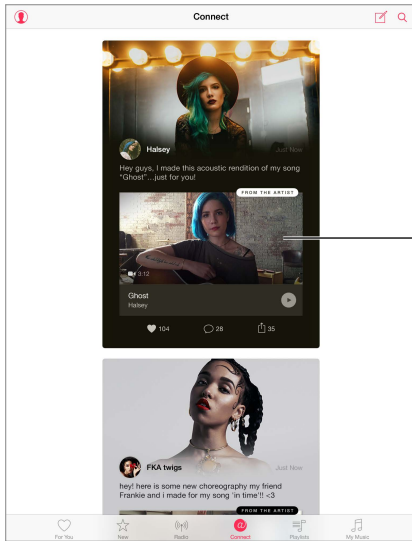 Connect
Halsey
Just Now
Hey guys, I made this acoustic rendition of my song
“Ghost”…just for you!
FROM THE ARTIST
3:12
Ghost
Halsey
104
28
35
FKA twigs
Just Now
hey! here is some new choreography my friend
Frankie and i made for my song 'in time'!! <3
FROM THE ARTIST
For You
New
Radio
@
Connect
Playlists
My Music